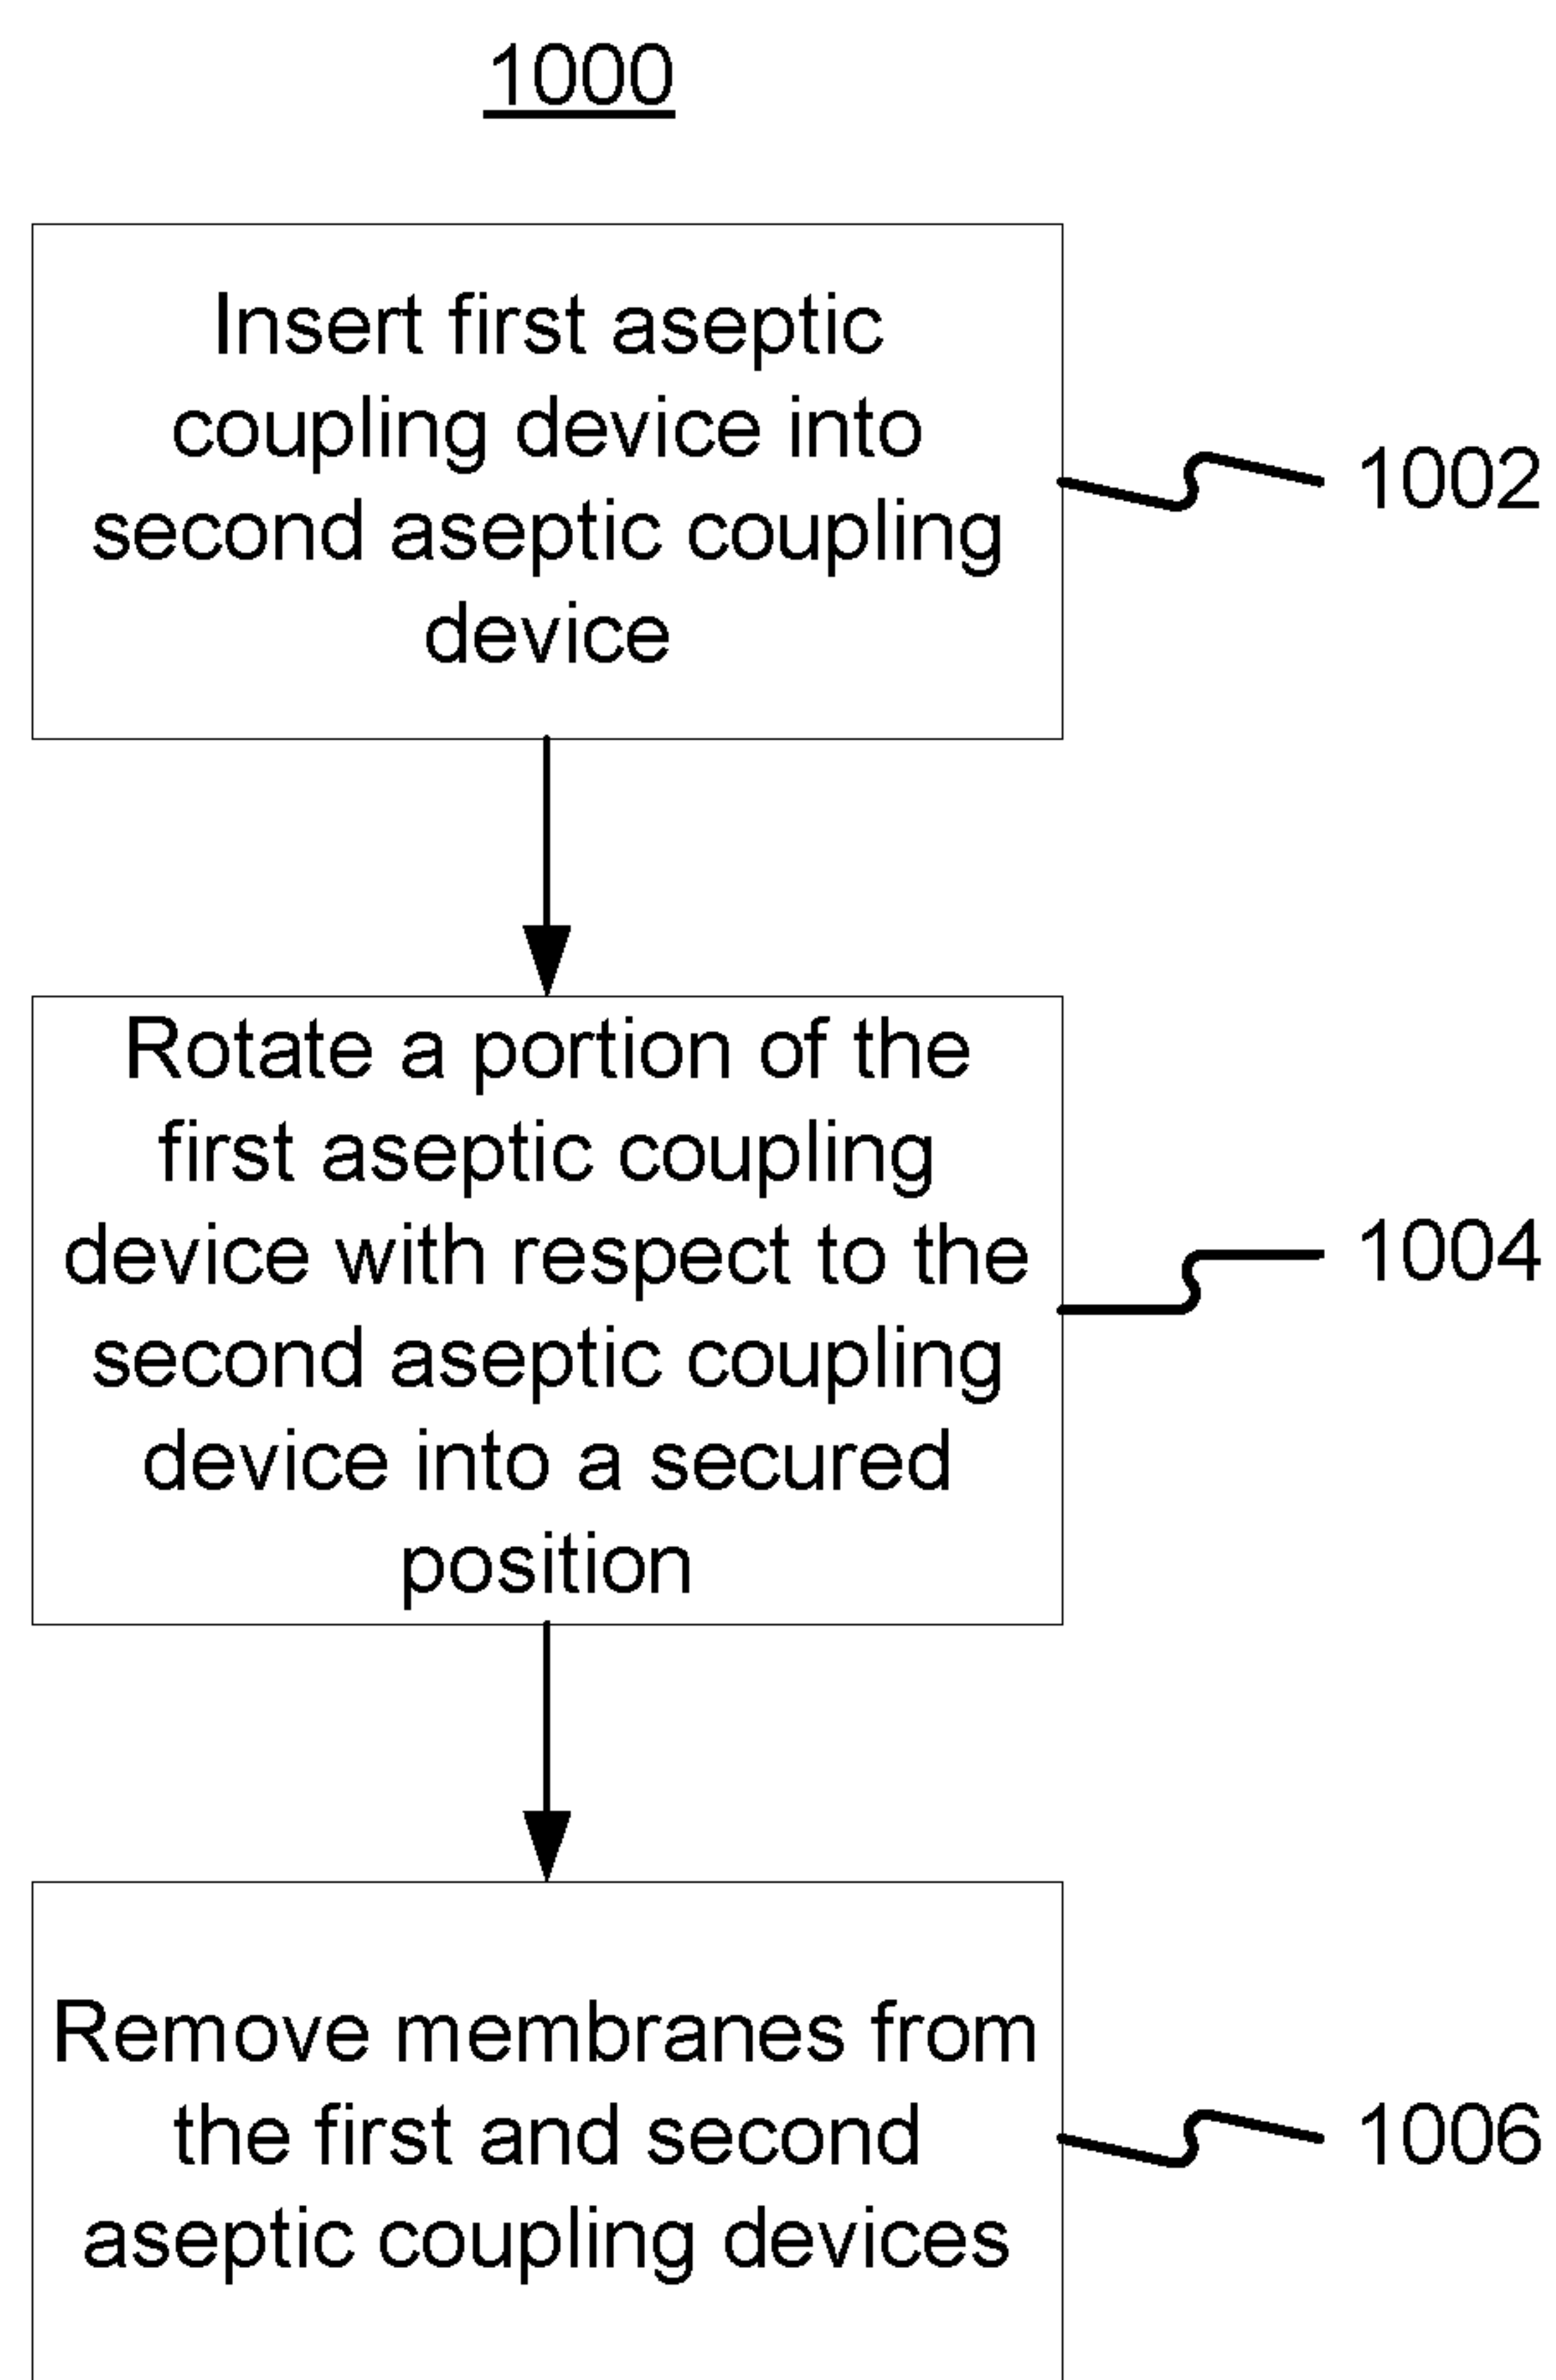 1000
Insert first aseptic
coupling device into
second aseptic coupling
device
1002
Rotate a portion of the
first aseptic coupling
device with respect to the
second aseptic coupling
device into a secured
position
1004
Remove membranes from
the first and second
aseptic coupling devices
1006